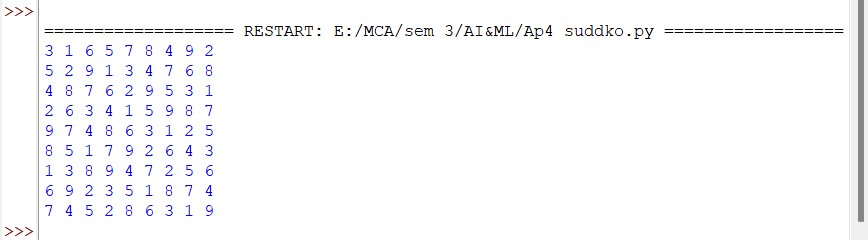 >>>
=================== RESTART: E:/MCA/sem 3/AI&ML/Ap4 suddko.py ==================
3 1 6 5 7 8 4 9 2
5 2 9 1 3 4 7 6 8
4 8 7 6 2 9 5 3 1
2 6 3 4 1 5 9 8 7
9 7 4 8 6 3 1 2 5
8 5 1 7 9 2 6 4 3
1 3 8 9 4 7 2 5 6
6 9 2 3 5 1 8 7 4
7 4 5 2 8 6 3 1 9
>>>